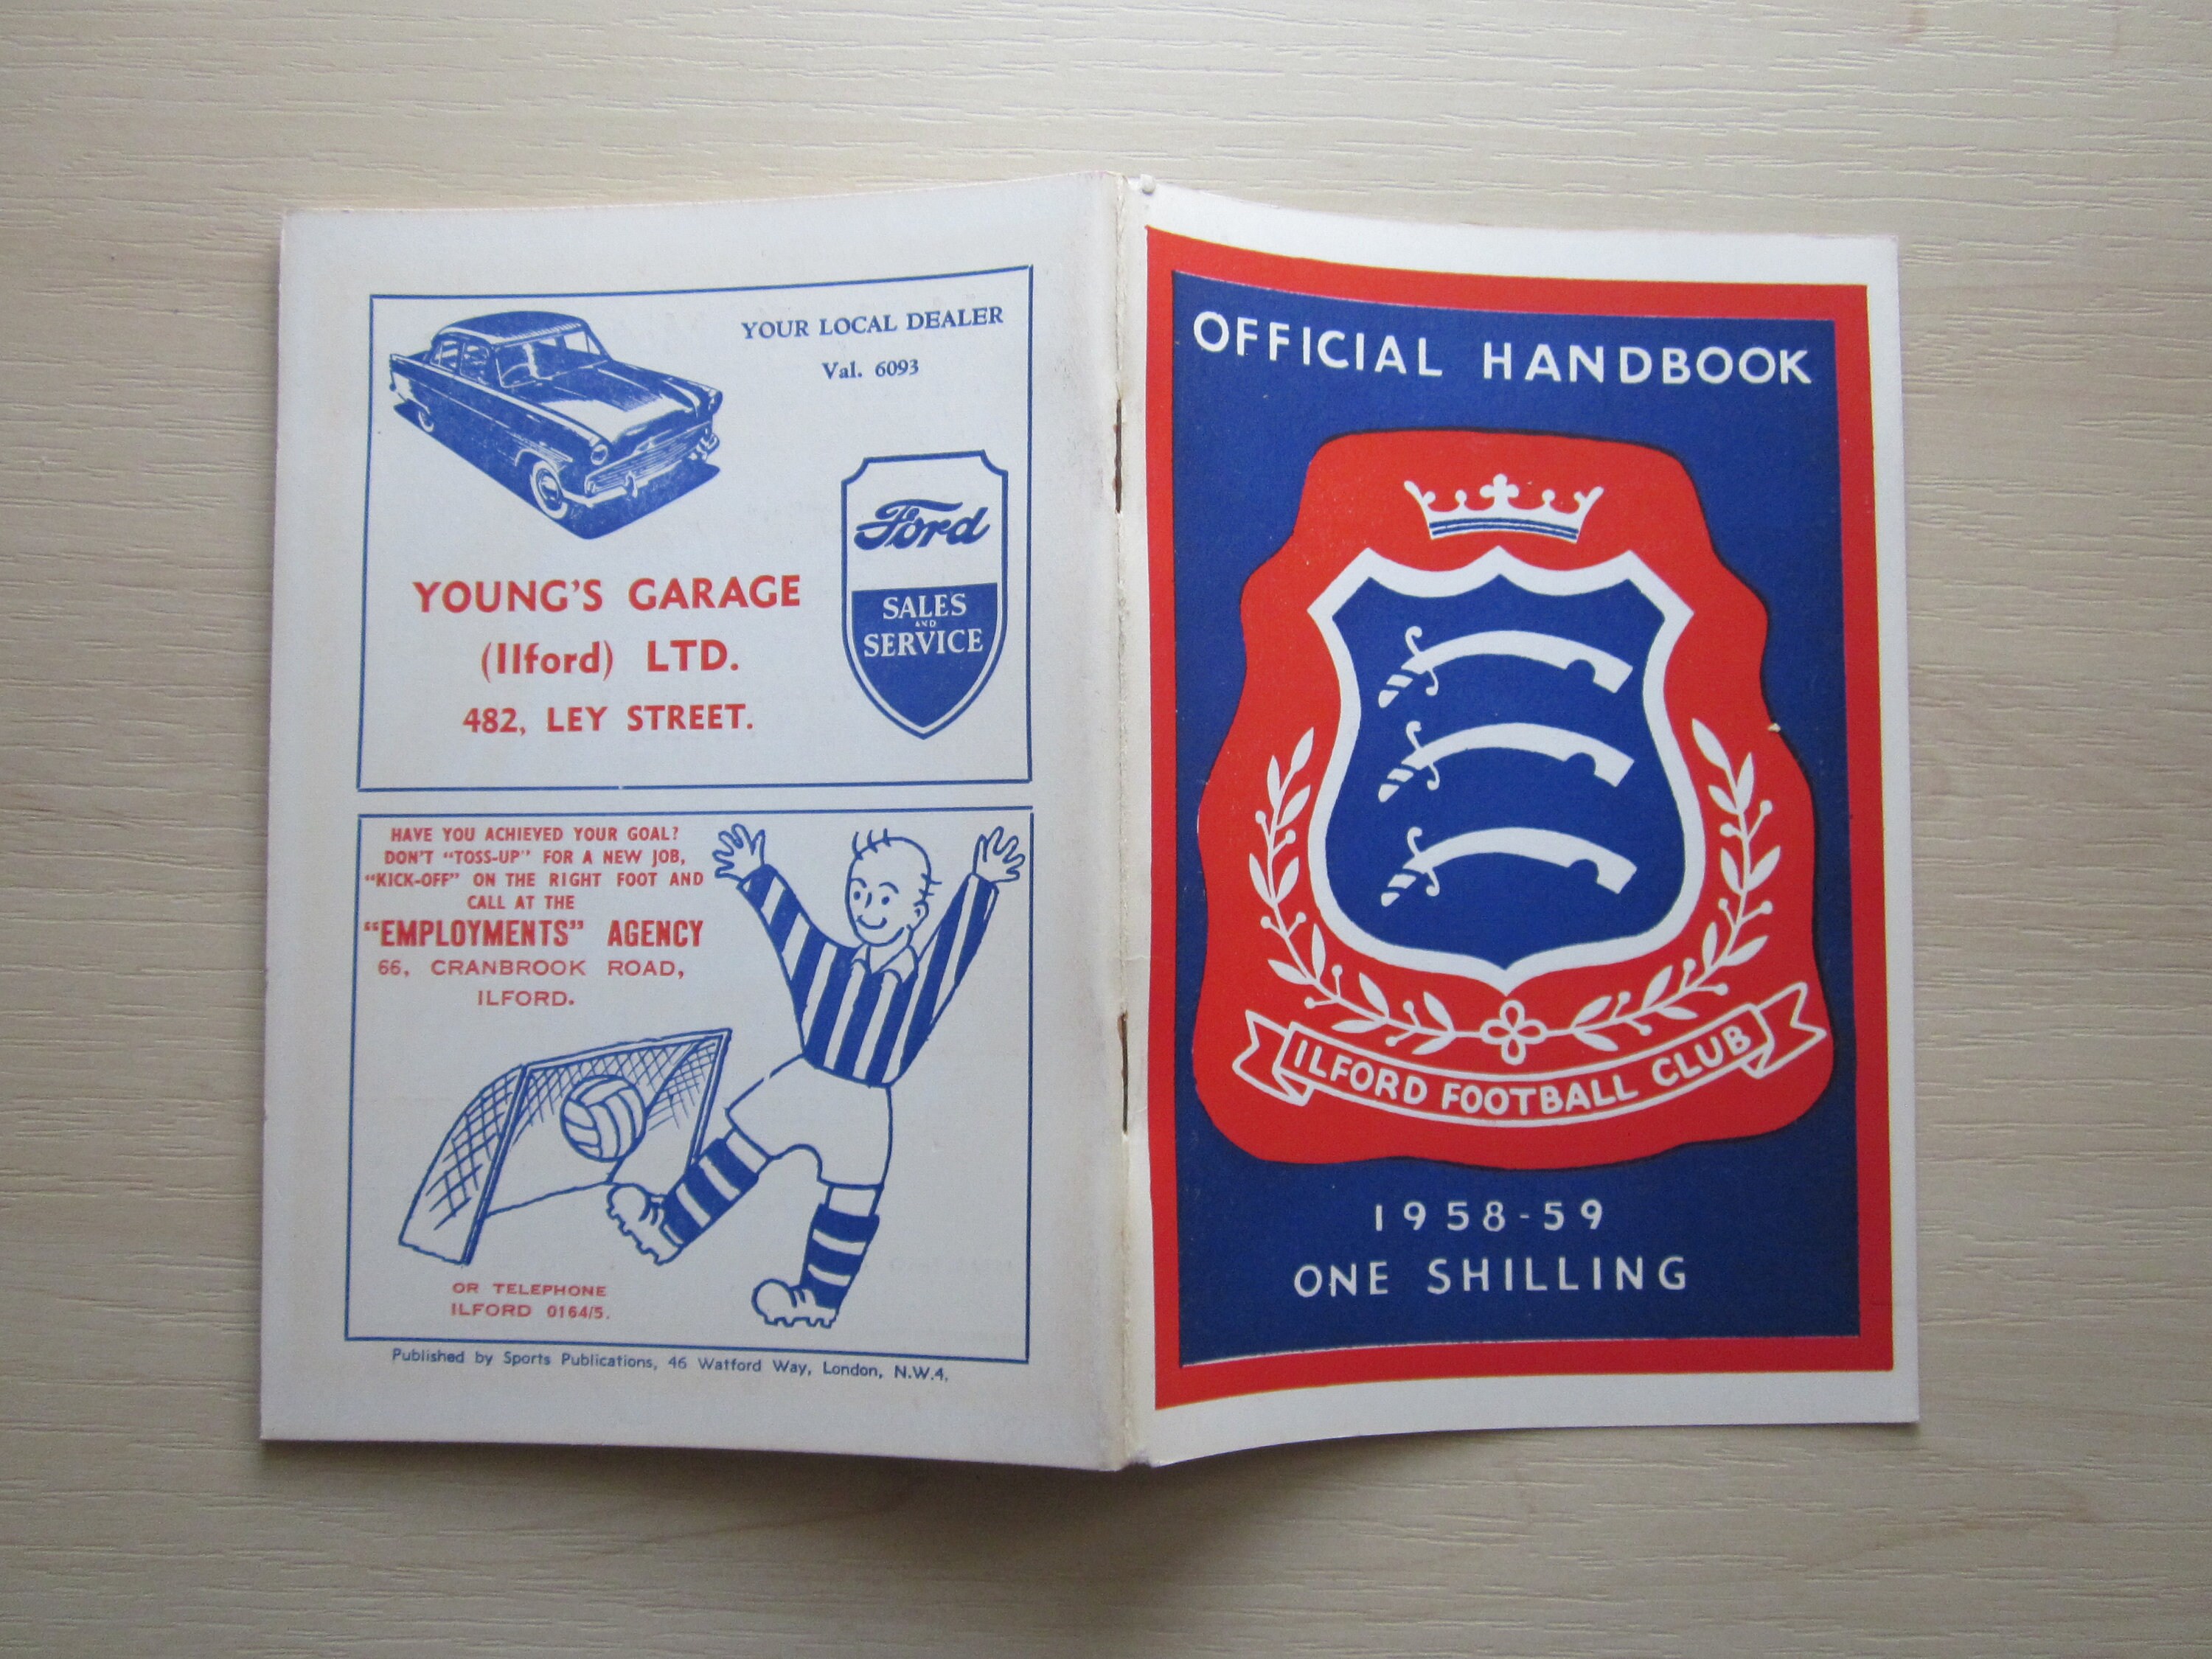 YOUR LOCAL DEALER
Val. 6093
Ford
SALES
AND
SERVICE
YOUNG'S GARAGE
(Ilford) LTD.
482, LEY STREET.
HAVE YOU ACHIEVED YOUR GOAL?
DON'T "TOSS-UP" FOR A NEW JOB,
"KICK-OFF" ON THE RIGHT FOOT AND
CALL AT THE
"EMPLOYMENTS" AGENCY
66, CRANBROOK ROAD,
ILFORD.
OR TELEPHONE
ILFORD 0164/5.
Published by Sports Publications, 46 Watford Way, London, N.W.4.
OFFICIAL HANDBOOK
ILFORD FOOTBALL CLUB
1958-59
ONE SHILLING